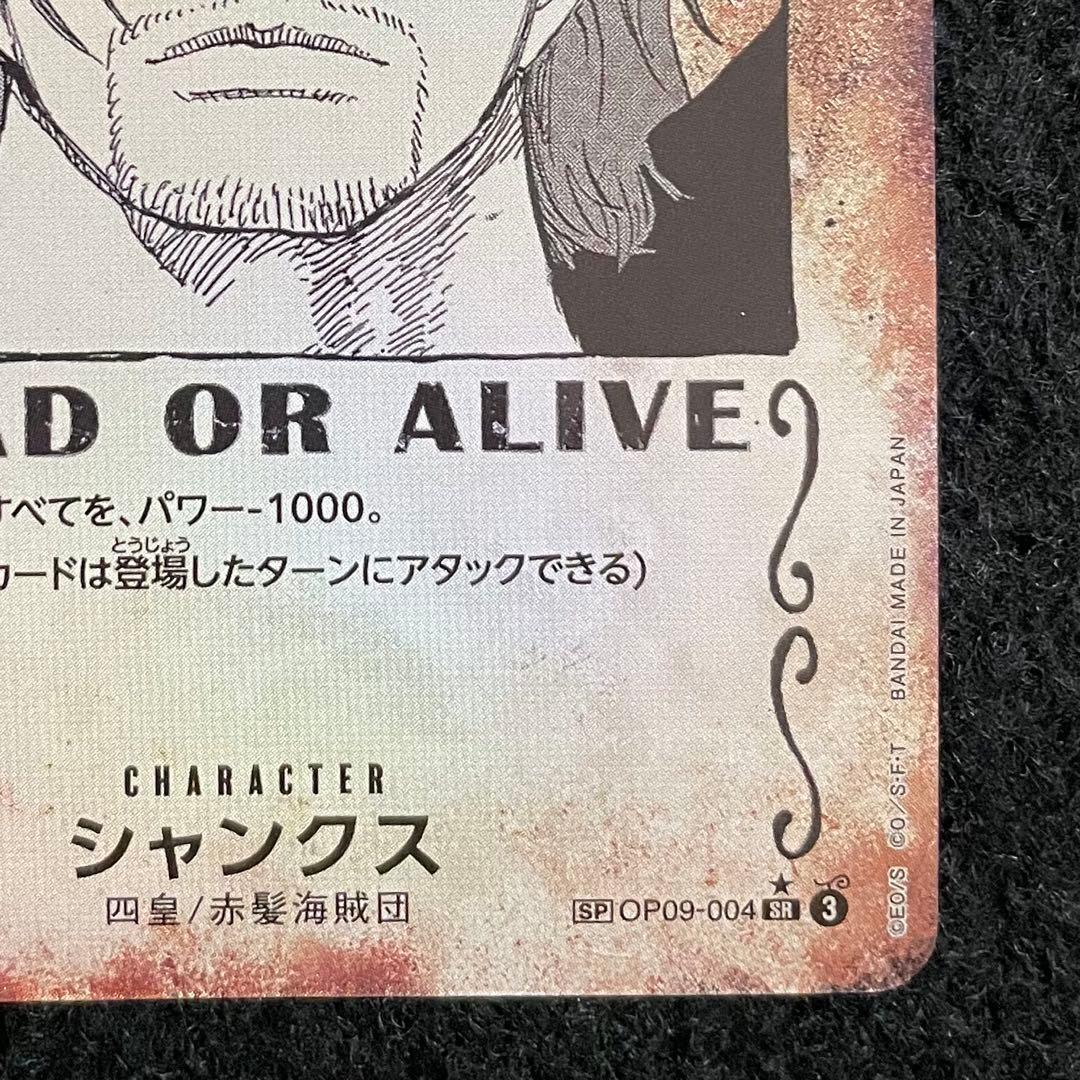 AD OR ALIVE
すべてを、パワー-1000。
とうじょう
カードは登場したターンにアタックできる)
CHARACTER
シャンクス
四皇/赤髪海賊団
SP OP09-004 SR 3
©EO/S ©O/S・F・T BANDAI MADE IN JAPAN